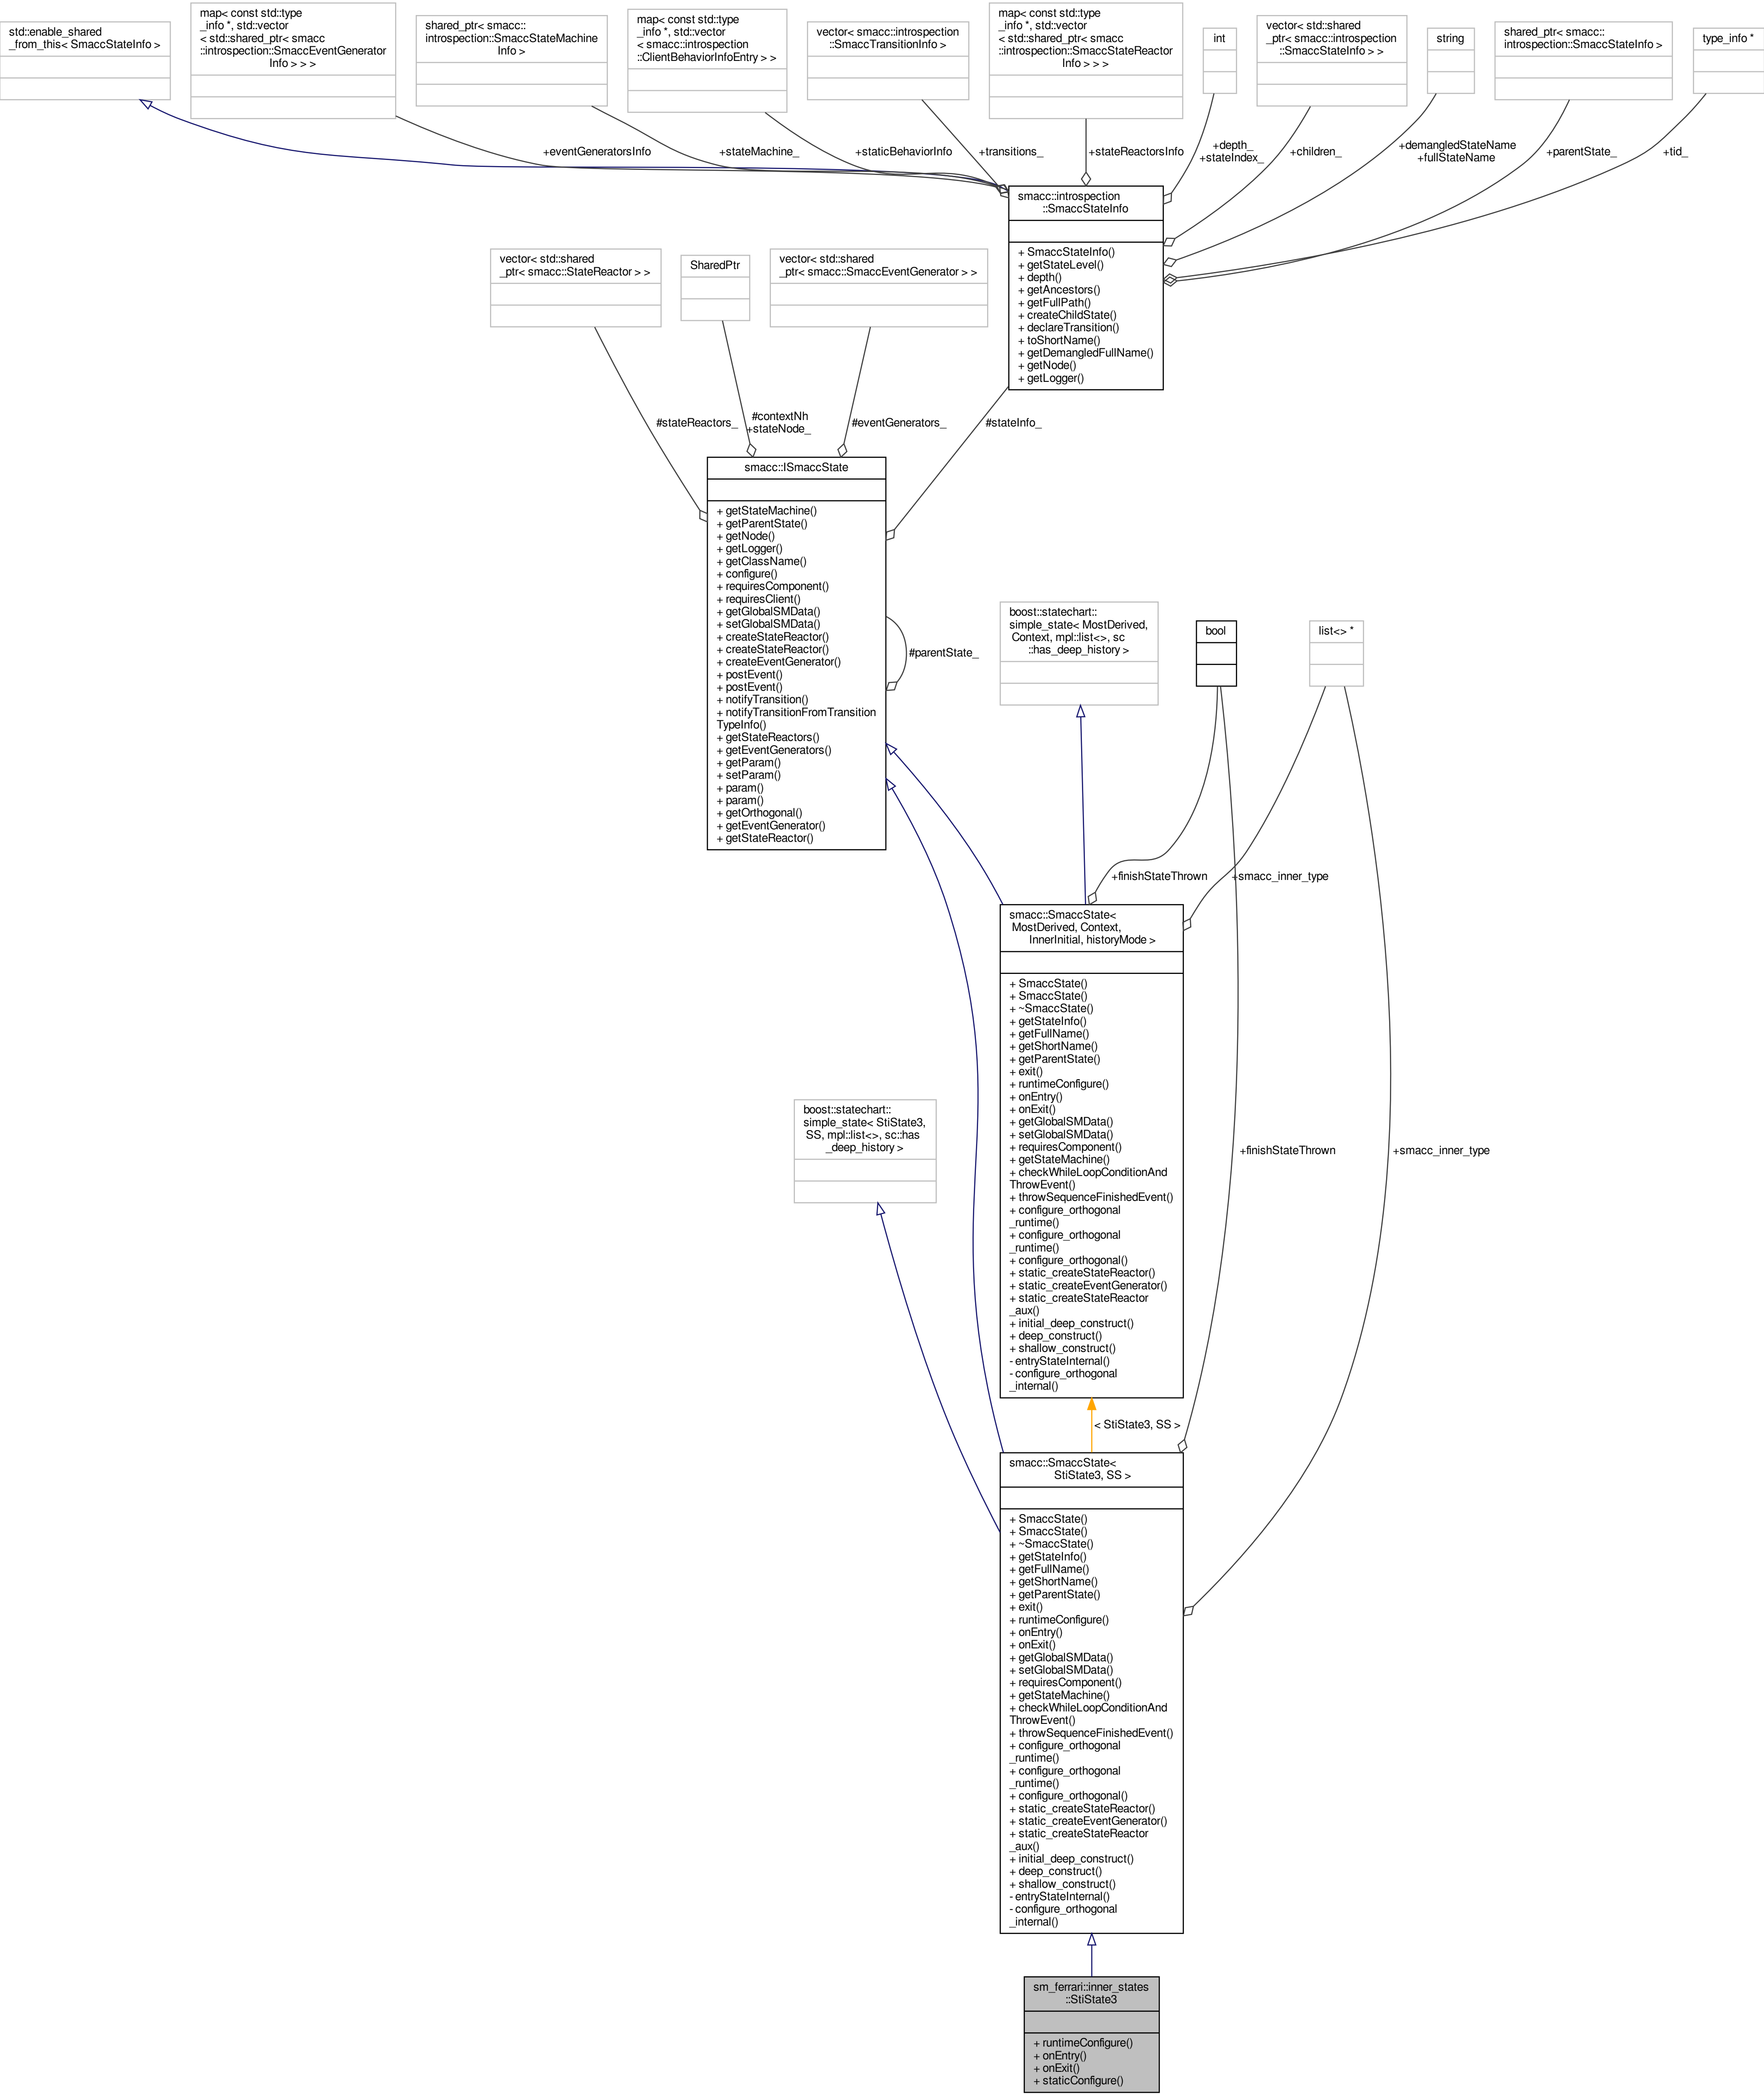 std::enable_shared
_from_this< SmaccStateInfo >
map< const std::type
_info *, std::vector
< std::shared_ptr< smacc
::introspection::SmaccEventGenerator
Info > > >
shared_ptr< smacc::
introspection::SmaccStateMachine
Info >
map< const std::type
_info *, std::vector
< smacc::introspection
::ClientBehaviorInfoEntry > >
vector< smacc::introspection
::SmaccTransitionInfo >
map< const std::type
_info *, std::vector
< std::shared_ptr< smacc
::introspection::SmaccStateReactor
Info > > >
int
vector< std::shared
_ptr< smacc::introspection
::SmaccStateInfo > >
string
shared_ptr< smacc::
introspection::SmaccStateInfo >
type_info *
+eventGeneratorsInfo
+stateMachine_
+staticBehaviorInfo
+transitions_
+stateReactorsInfo
+depth_
+stateIndex_
+children_
+demangledStateName
+fullStateName
+parentState_
+tid_
smacc::introspection
::SmaccStateInfo
+ SmaccStateInfo()
+ getStateLevel()
+ depth()
+ getAncestors()
+ getFullPath()
+ createChildState()
+ declareTransition()
+ toShortName()
+ getDemangledFullName()
+ getNode()
+ getLogger()
vector< std::shared
_ptr< smacc::StateReactor > >
SharedPtr
vector< std::shared
_ptr< smacc::SmaccEventGenerator > >
#stateReactors_
#contextNh
+stateNode_
#eventGenerators_
#stateInfo_
smacc::ISmaccState
+ getStateMachine()
+ getParentState()
+ getNode()
+ getLogger()
+ getClassName()
+ configure()
+ requiresComponent()
+ requiresClient()
+ getGlobalSMData()
+ setGlobalSMData()
+ createStateReactor()
+ createStateReactor()
+ createEventGenerator()
+ postEvent()
+ postEvent()
+ notifyTransition()
+ notifyTransitionFromTransition
TypeInfo()
+ getStateReactors()
+ getEventGenerators()
+ getParam()
+ setParam()
+ param()
+ param()
+ getOrthogonal()
+ getEventGenerator()
+ getStateReactor()
#parentState_
boost::statechart::
simple_state< MostDerived,
Context, mpl::list<>, sc
::has_deep_history >
bool
list<> *
+finishStateThrown
+smacc_inner_type
smacc::SmaccState<
MostDerived, Context,
InnerInitial, historyMode >
+ SmaccState()
+ SmaccState()
+ ~SmaccState()
+ getStateInfo()
+ getFullName()
+ getShortName()
+ getParentState()
+ exit()
+ runtimeConfigure()
+ onEntry()
+ onExit()
+ getGlobalSMData()
+ setGlobalSMData()
+ requiresComponent()
+ getStateMachine()
+ checkWhileLoopConditionAnd
ThrowEvent()
+ throwSequenceFinishedEvent()
+ configure_orthogonal
_runtime()
+ configure_orthogonal
_runtime()
+ configure_orthogonal()
+ static_createStateReactor()
+ static_createEventGenerator()
+ static_createStateReactor
_aux()
+ initial_deep_construct()
+ deep_construct()
+ shallow_construct()
- entryStateInternal()
- configure_orthogonal
_internal()
boost::statechart::
simple_state< StiState3,
SS, mpl::list<>, sc::has
_deep_history >
+finishStateThrown
+smacc_inner_type
< StiState3, SS >
smacc::SmaccState<
StiState3, SS >
+ SmaccState()
+ SmaccState()
+ ~SmaccState()
+ getStateInfo()
+ getFullName()
+ getShortName()
+ getParentState()
+ exit()
+ runtimeConfigure()
+ onEntry()
+ onExit()
+ getGlobalSMData()
+ setGlobalSMData()
+ requiresComponent()
+ getStateMachine()
+ checkWhileLoopConditionAnd
ThrowEvent()
+ throwSequenceFinishedEvent()
+ configure_orthogonal
_runtime()
+ configure_orthogonal
_runtime()
+ configure_orthogonal()
+ static_createStateReactor()
+ static_createEventGenerator()
+ static_createStateReactor
_aux()
+ initial_deep_construct()
+ deep_construct()
+ shallow_construct()
- entryStateInternal()
- configure_orthogonal
_internal()
sm_ferrari::inner_states
::StiState3
+ runtimeConfigure()
+ onEntry()
+ onExit()
+ staticConfigure()